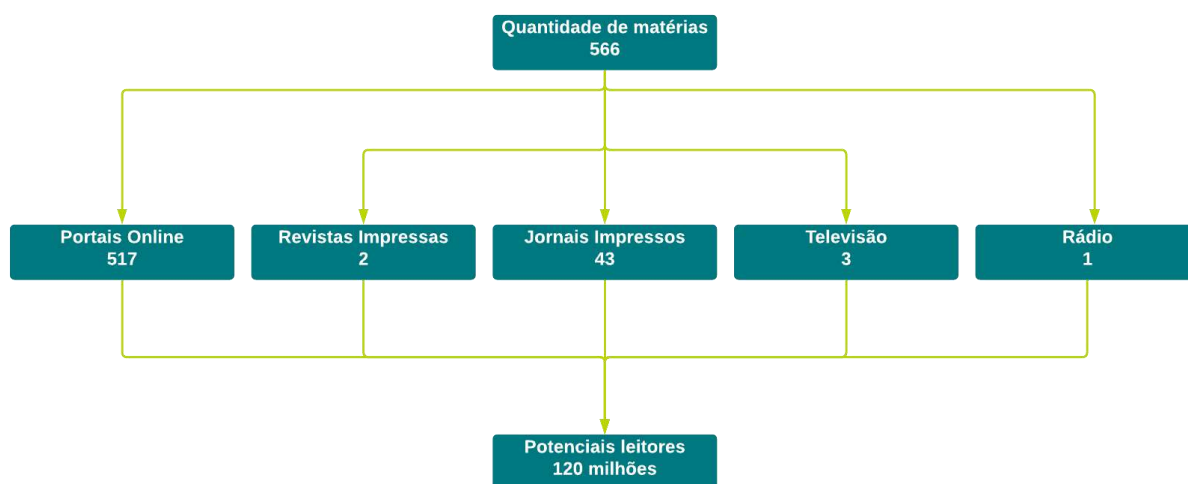 Quantidade de matérias
566
Portais Online
517
Revistas Impressas
2
Jornais Impressos
43
Televisão
3
Rádio
1
Potenciais leitores
120 milhões